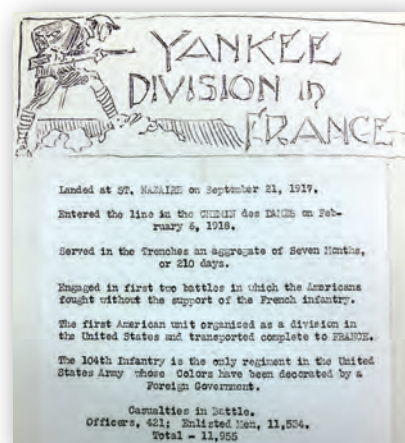 YANKEE
DIVISION in
FRANCE
Landed at ST. NAZAIRE on September 21, 1917.
Entered the line in the CHEMIN des DAMES on Feb-
ruary 6, 1918.
Served in the Trenches an aggregate of Seven Months,
or 210 days.
Engaged in first two battles in which the Americans
fought without the support of the French infantry.
The first American unit organized as a division in
the United States and transported complete to FRANCE.
The 104th Infantry is the only regiment in the United
States Army whose Colors have been decorated by a
Foreign Government.
Casualties in Battle.
Officers, 421; Enlisted Men, 11,534.
Total - 11,955